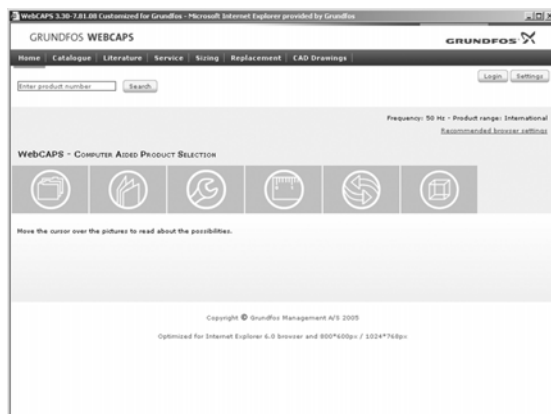 WebCAPS 3.30-7.01.08 Customized for Grundfos - Microsoft Internet Explorer provided by Grundfos
GRUNDFOS WEBCAPS
GRUNDFOS
Home | Catalogue | Literature | Service | Sizing | Replacement | CAD Drawings
Login Settings
Enter product number Search
Frequency: 50 Hz - Product range: International
Recommended browser settings
WebCAPS - Computer Aided Product Selection
Move the cursor over the pictures to read about the possibilities.
Copyright © Grundfos Management A/S 2005
Optimized for Internet Explorer 6.0 browser and 800*600px / 1024*768px